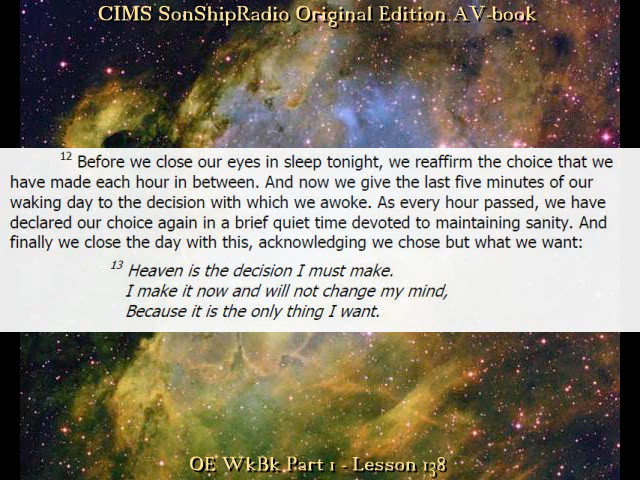 CIMS SonShipRadio Original Edition AV-book
12 Before we close our eyes in sleep tonight, we reaffirm the choice that we
have made each hour in between. And now we give the last five minutes of our
waking day to the decision with which we awoke. As every hour passed, we have
declared our choice again in a brief quiet time devoted to maintaining sanity. And
finally we close the day with this, acknowledging we chose but what we want:
13 Heaven is the decision I must make.
I make it now and will not change my mind,
Because it is the only thing I want.
OE WkBk Part 1 - Lesson 138